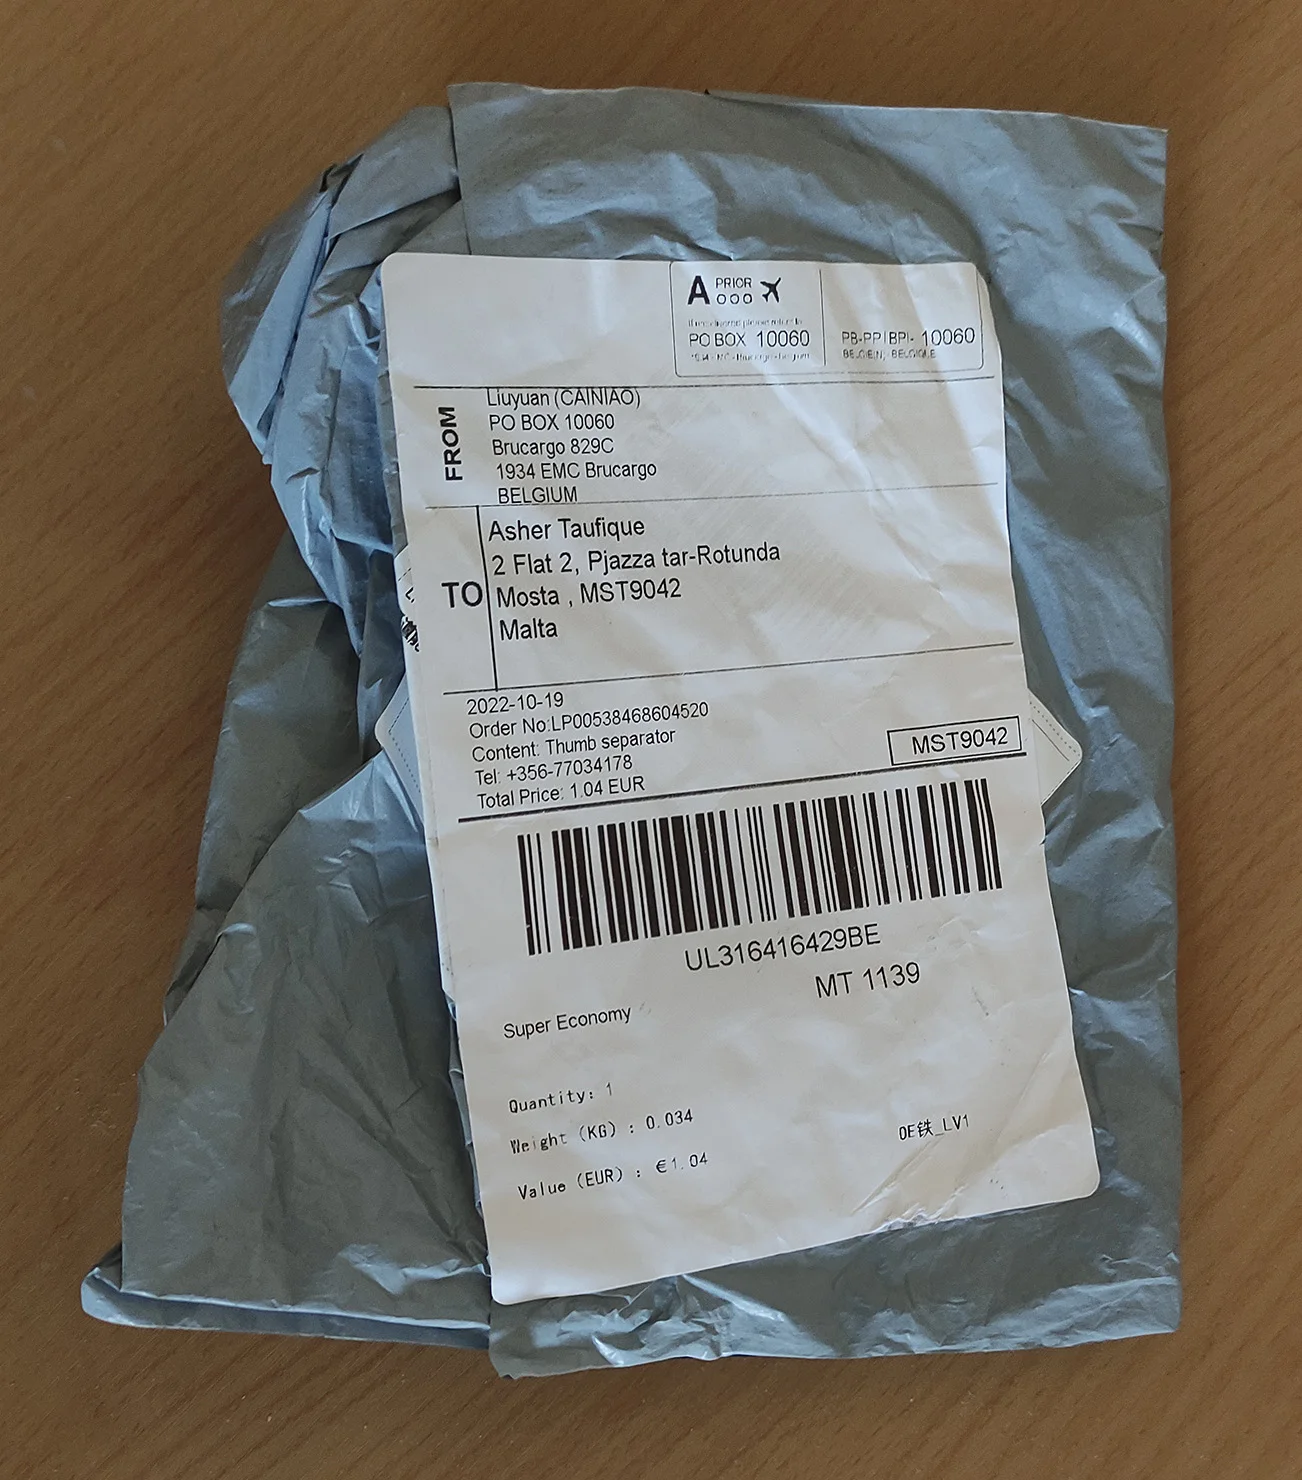 A PRIOR
PO BOX 10060
PB-PP | BPI- 10060
BELGIE(N) - BELGIQUE
FROM
Liuyuan (CAINIAO)
PO BOX 10060
Brucargo 829C
1934 EMC Brucargo
BELGIUM
TO
Asher Taufique
2 Flat 2, Pjazza tar-Rotunda
Mosta , MST9042
Malta
2022-10-19
Order No:LP00538468604520
Content: Thumb separator
Tel: +356-77034178
Total Price: 1.04 EUR
MST9042
UL316416429BE
MT 1139
Super Economy
Quantity: 1
Weight (KG) : 0.034
Value (EUR) : €1.04
OE铁_LV1